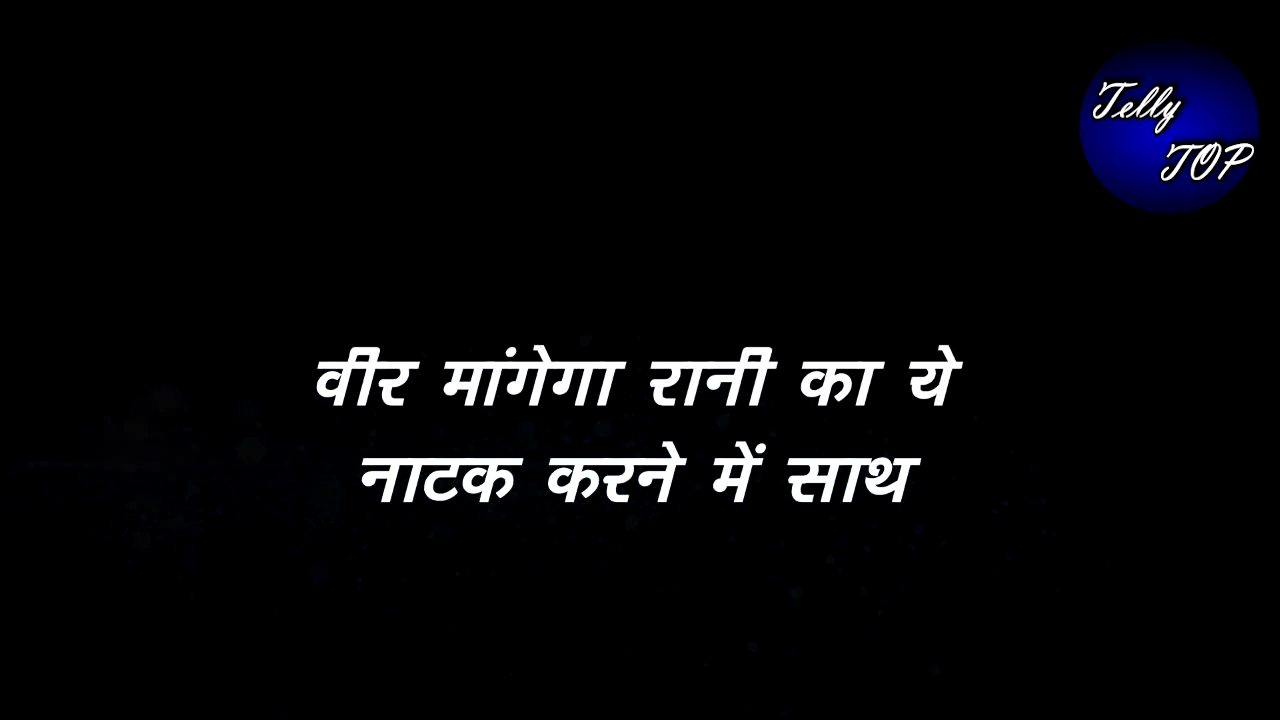 Telly
TOP
वीर मांगेगा रानी का ये
नाटक करने में साथ